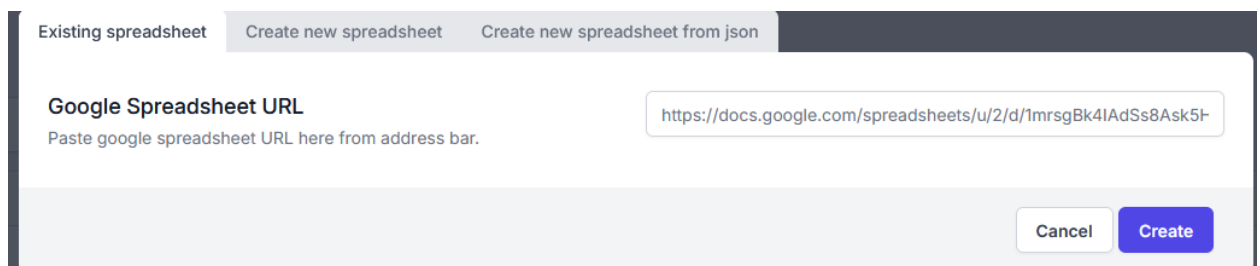 Existing spreadsheet Create new spreadsheet Create new spreadsheet from json
Google Spreadsheet URL
https://docs.google.com/spreadsheets/u/2/d/1mrsgBk4IAdSs8Ask5H
Paste google spreadsheet URL here from address bar.
Cancel Create